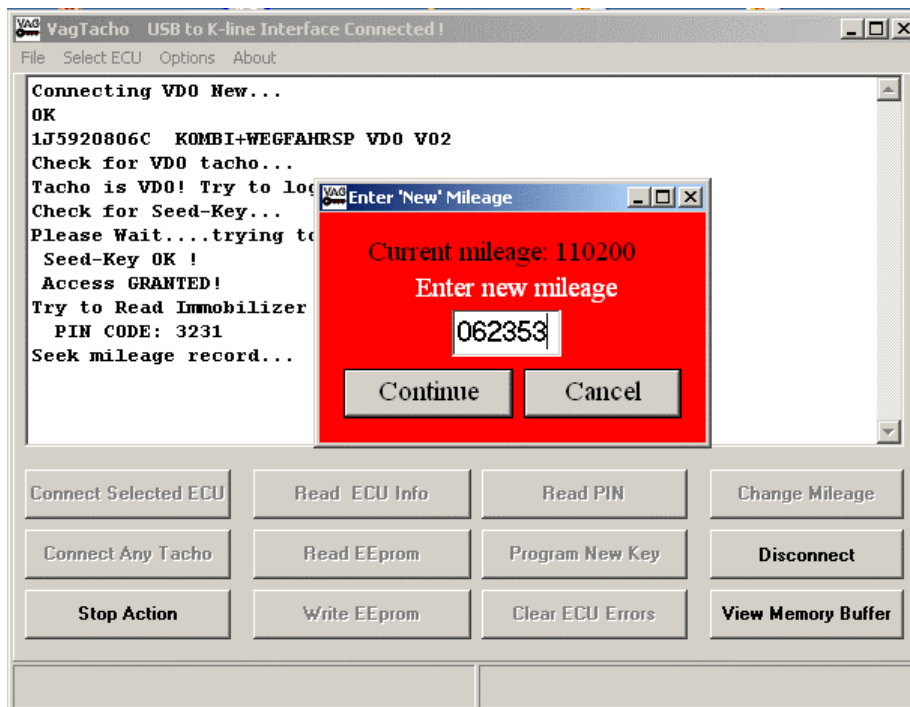 VAG
VagTacho USB to K-line Interface Connected !
File Select ECU Options About
Connecting VDO New...
OK
1J5920806C KOMBI+WEGFAHRSP VDO V02
Check for VDO tacho...
Tacho is VDO! Try to log
Check for Seed-Key...
Please Wait....trying to
Seed-Key OK !
Access GRANTED!
Try to Read Immobilizer
PIN CODE: 3231
Seek mileage record...
VAG
Enter 'New' Mileage
Current mileage: 110200
Enter new mileage
062353
Continue Cancel
Connect Selected ECU Read ECU Info Read PIN Change Mileage
Connect Any Tacho Read EEprom Program New Key Disconnect
Stop Action Write EEprom Clear ECU Errors View Memory Buffer